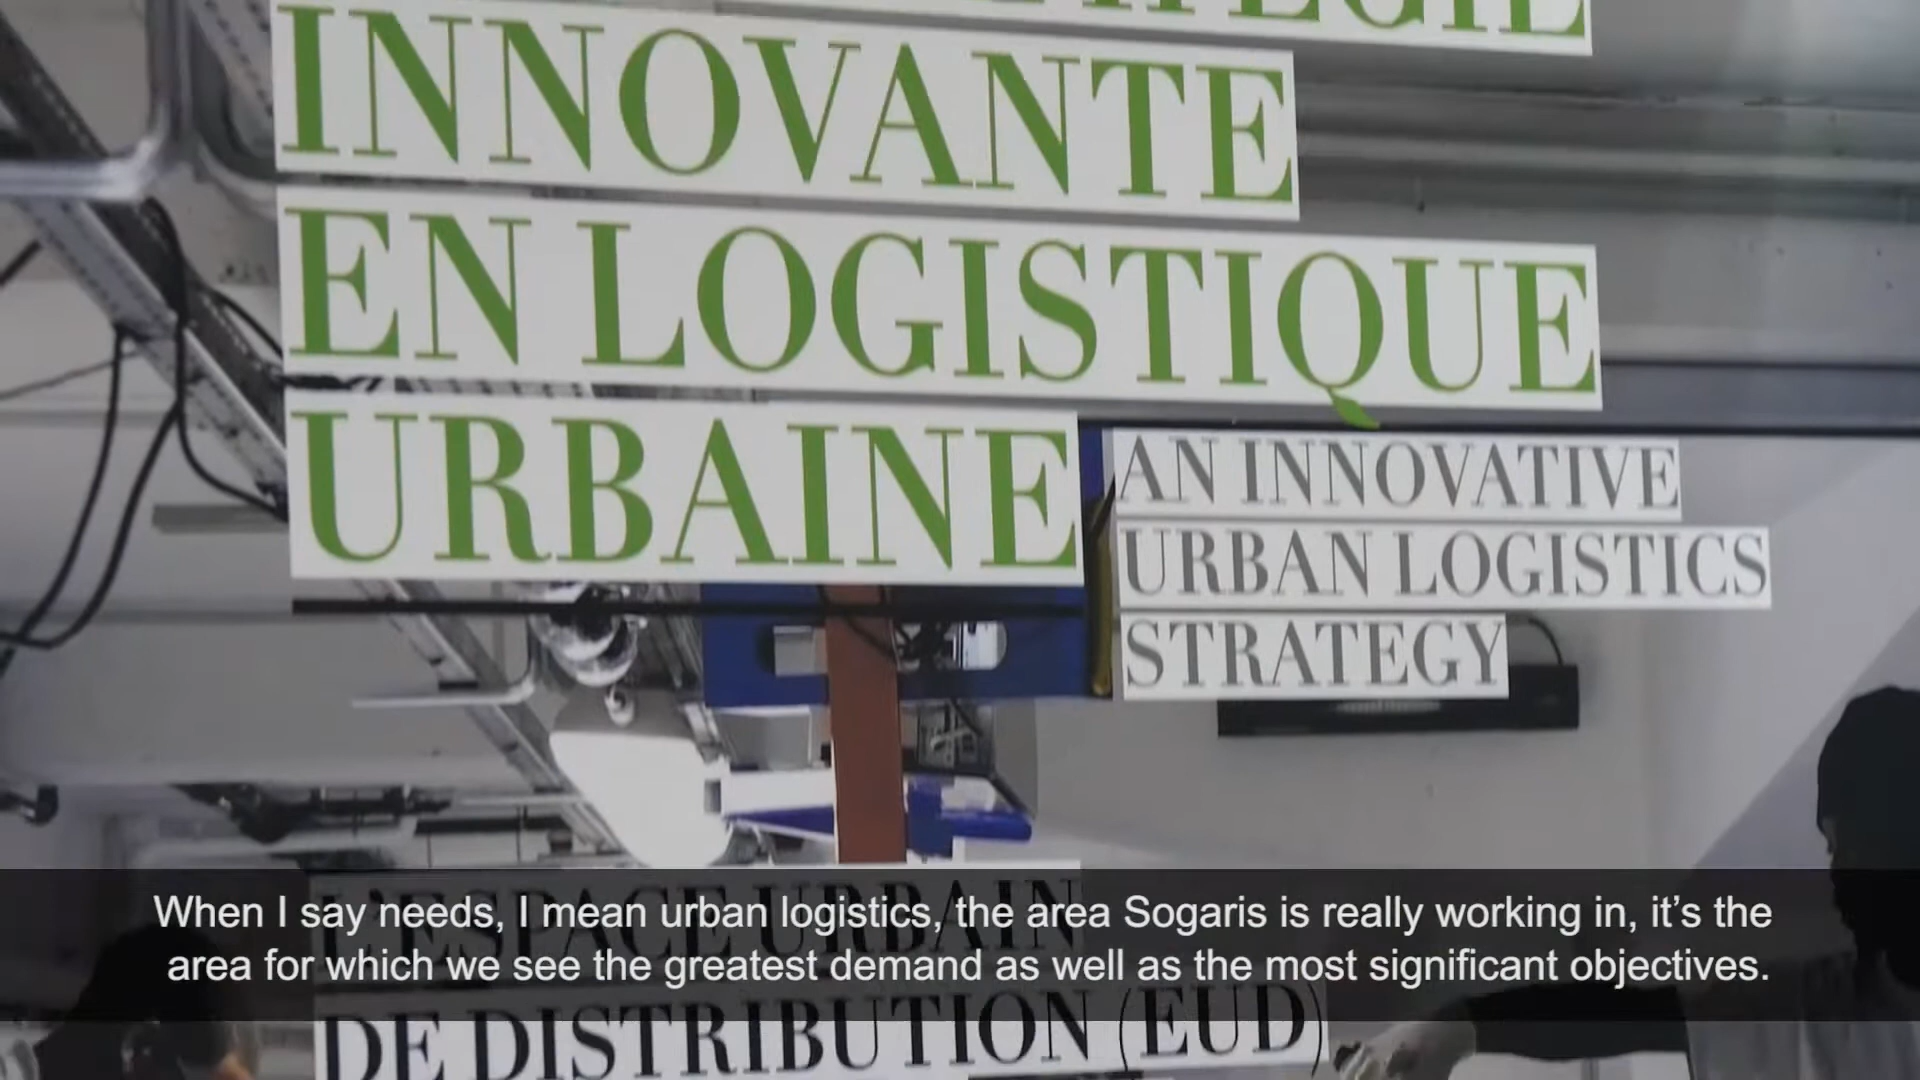 INNOVANTE
EN LOGISTIQUE
URBAINE
AN INNOVATIVE
URBAN LOGISTICS
STRATEGY
L'ESPACE URBAIN
DE DISTRIBUTION (EUD)
When I say needs, I mean urban logistics, the area Sogaris is really working in, it’s the
area for which we see the greatest demand as well as the most significant objectives.